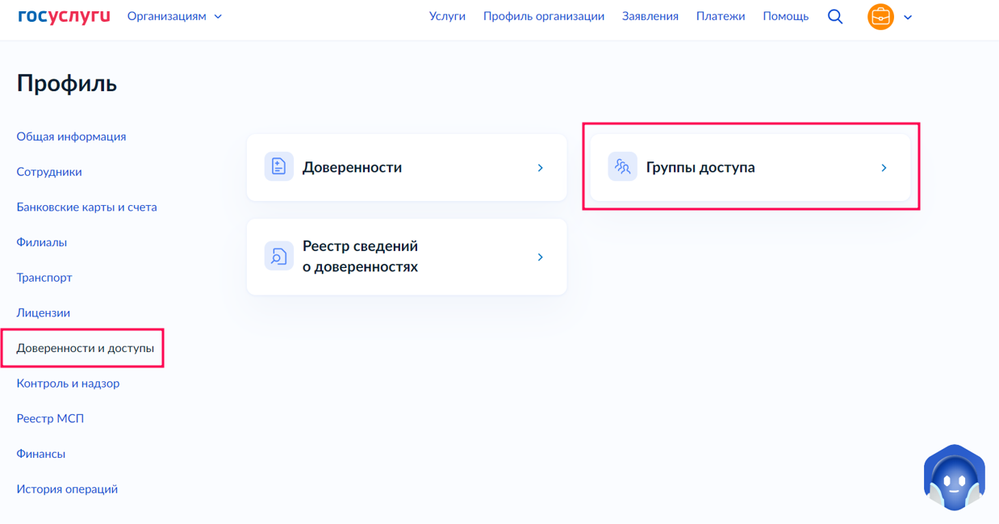 госуслуги Организациям Услуги Профиль организации Заявления Платежи Помощь
Профиль
Общая информация
Сотрудники
Банковские карты и счета
Филиалы
Транспорт
Лицензии
Доверенности и доступы
Контроль и надзор
Реестр МСП
Финансы
История операций
Доверенности
Группы доступа
Реестр сведений
о доверенностях